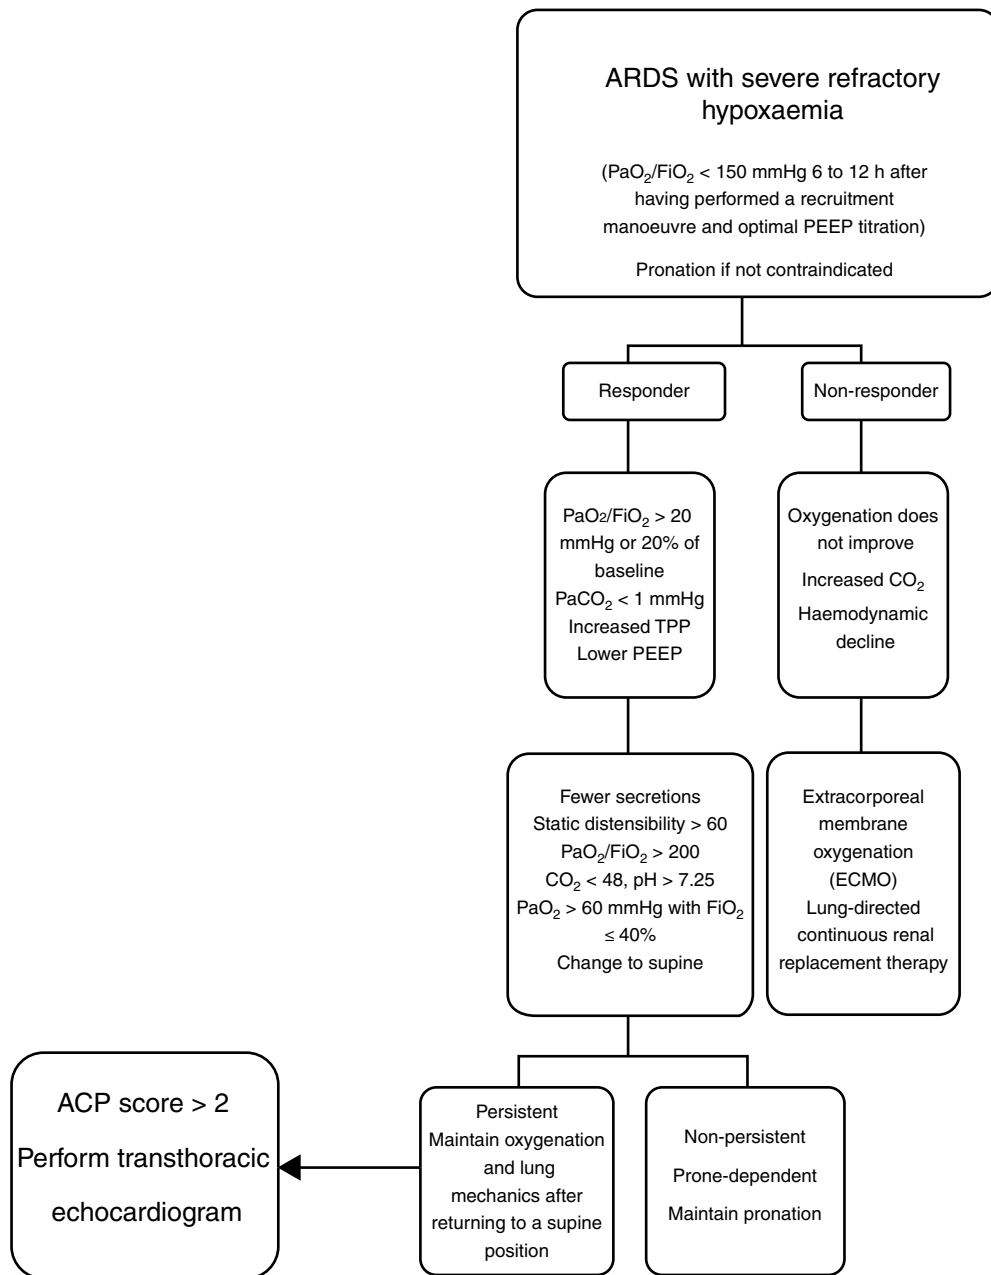 ARDS with severe refractory
hypoxaemia
(PaO₂/FiO₂ < 150 mmHg 6 to 12 h after
having performed a recruitment
manoeuvre and optimal PEEP titration)
Pronation if not contraindicated
Responder
Non-responder
PaO₂/FiO₂ > 20
mmHg or 20% of
baseline
PaCO₂ < 1 mmHg
Increased TPP
Lower PEEP
Oxygenation does
not improve
Increased CO₂
Haemodynamic
decline
Fewer secretions
Static distensibility > 60
PaO₂/FiO₂ > 200
CO₂ < 48, pH > 7.25
PaO₂ > 60 mmHg with FiO₂
≤ 40%
Change to supine
Extracorporeal
membrane
oxygenation
(ECMO)
Lung-directed
continuous renal
replacement therapy
ACP score > 2
Perform transthoracic
echocardiogram
Persistent
Maintain oxygenation
and lung
mechanics after
returning to a supine
position
Non-persistent
Prone-dependent
Maintain pronation